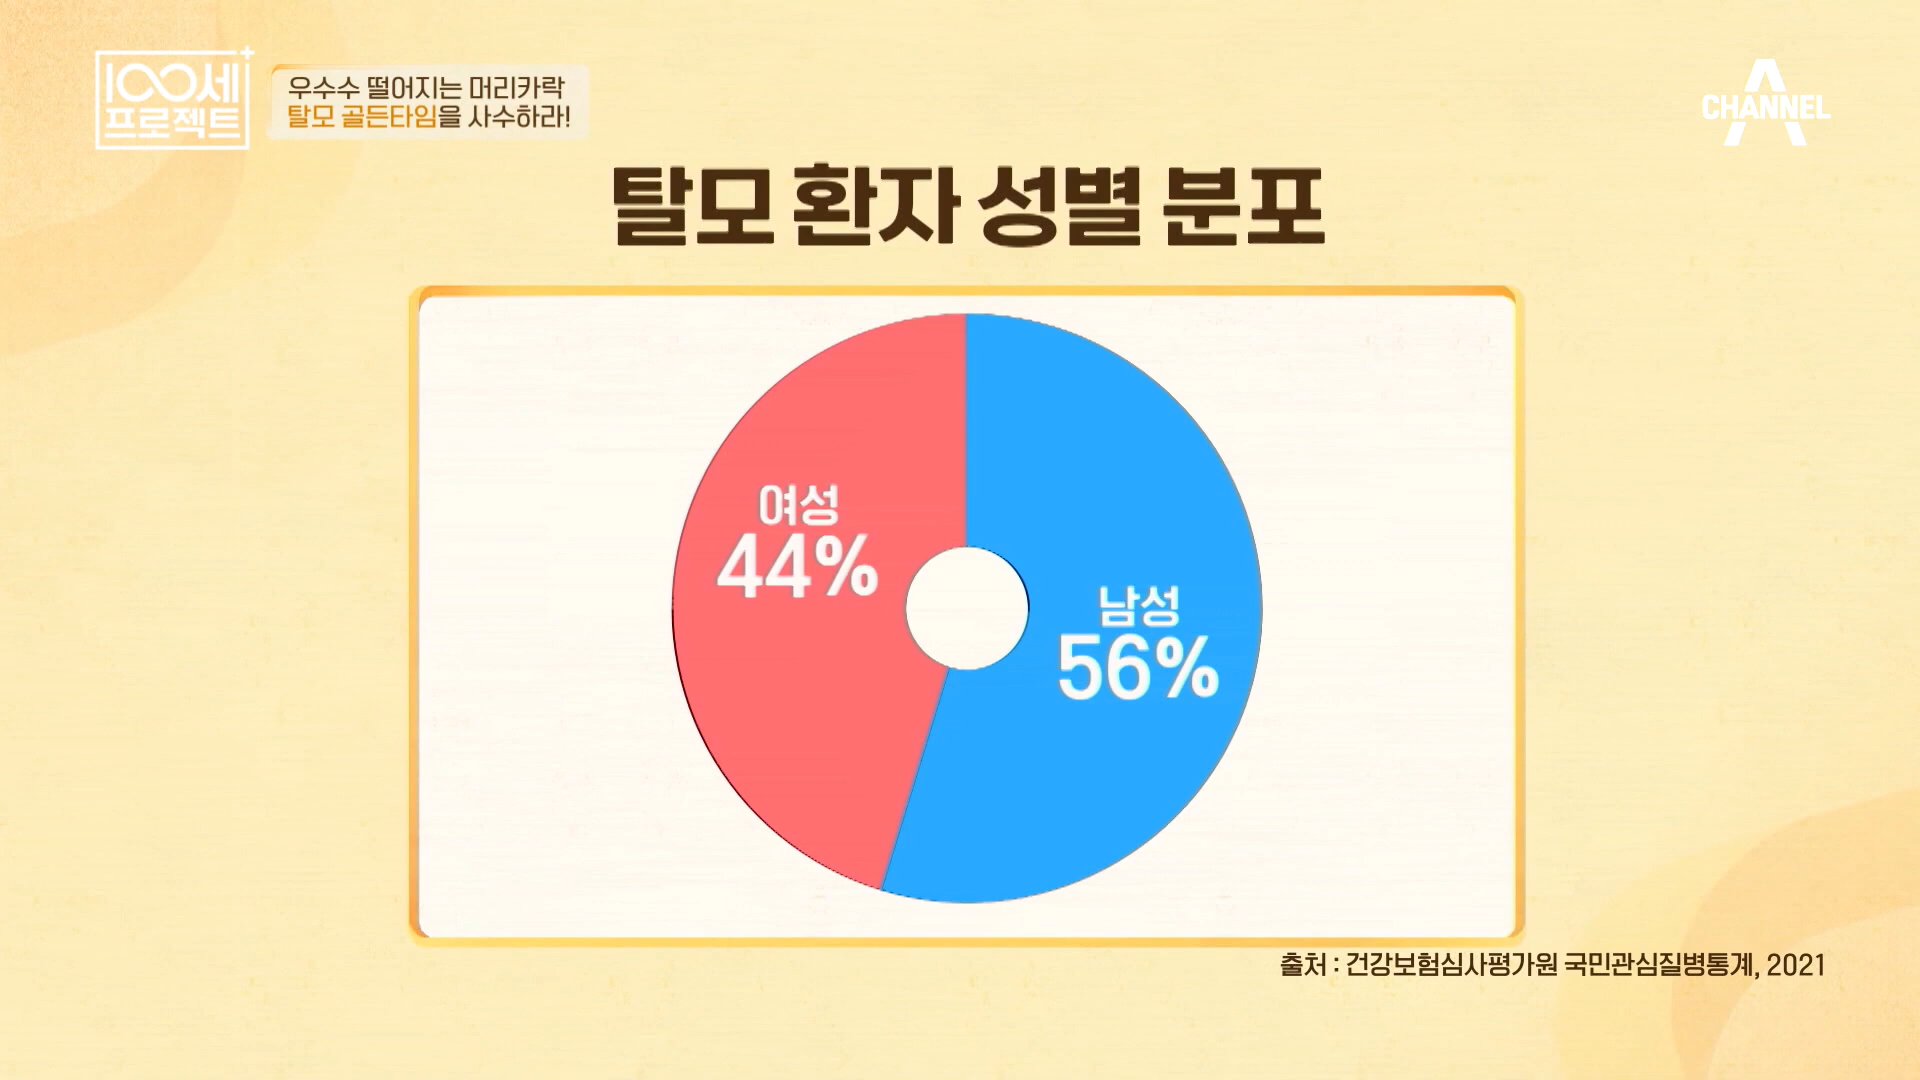 100세+
프로젝트
우수수 떨어지는 머리카락
탈모 골든타임을 사수하라!
CHANNEL A
탈모 환자 성별 분포
여성
44%
남성
56%
출처 : 건강보험심사평가원 국민관심질병통계, 2021